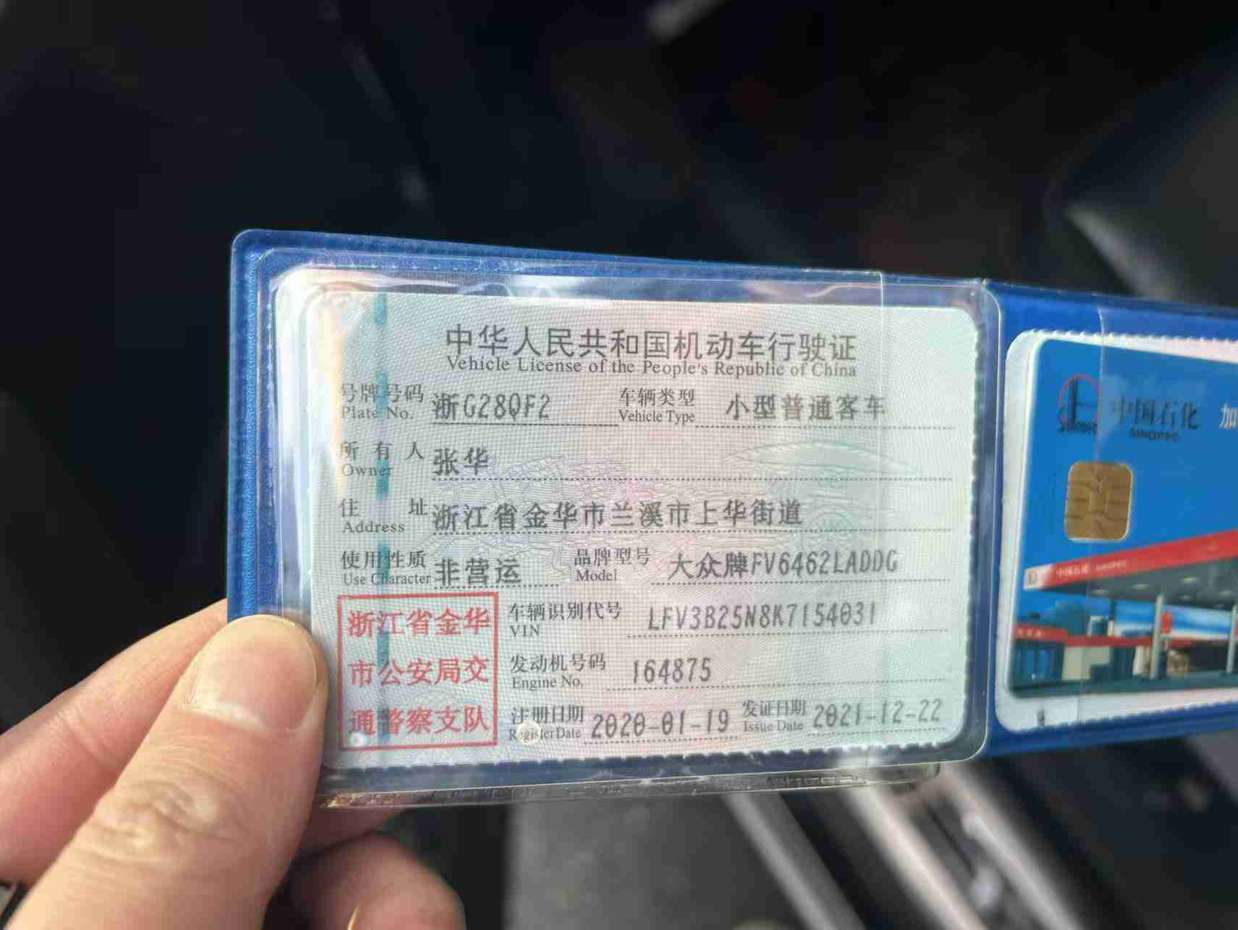 中华人民共和国机动车行驶证
Vehicle License of the People's Republic of China
号牌号码 浙G28QF2 车辆类型 小型普通客车
Plate No. Vehicle Type
所有人 张华
Owner
住址 浙江省金华市兰溪市上华街道
Address
使用性质 非营运 品牌型号 大众牌FV6462LADDG
Use Character Model
浙江省金华 车辆识别代号 LFV3B25N8K7154031
VIN
市公安局交 发动机号码 164875
Engine No.
通警察支队 注册日期 2020-01-19 发证日期 2021-12-22
Register Date Issue Date
中国石化 加
SINOPEC
中国石化